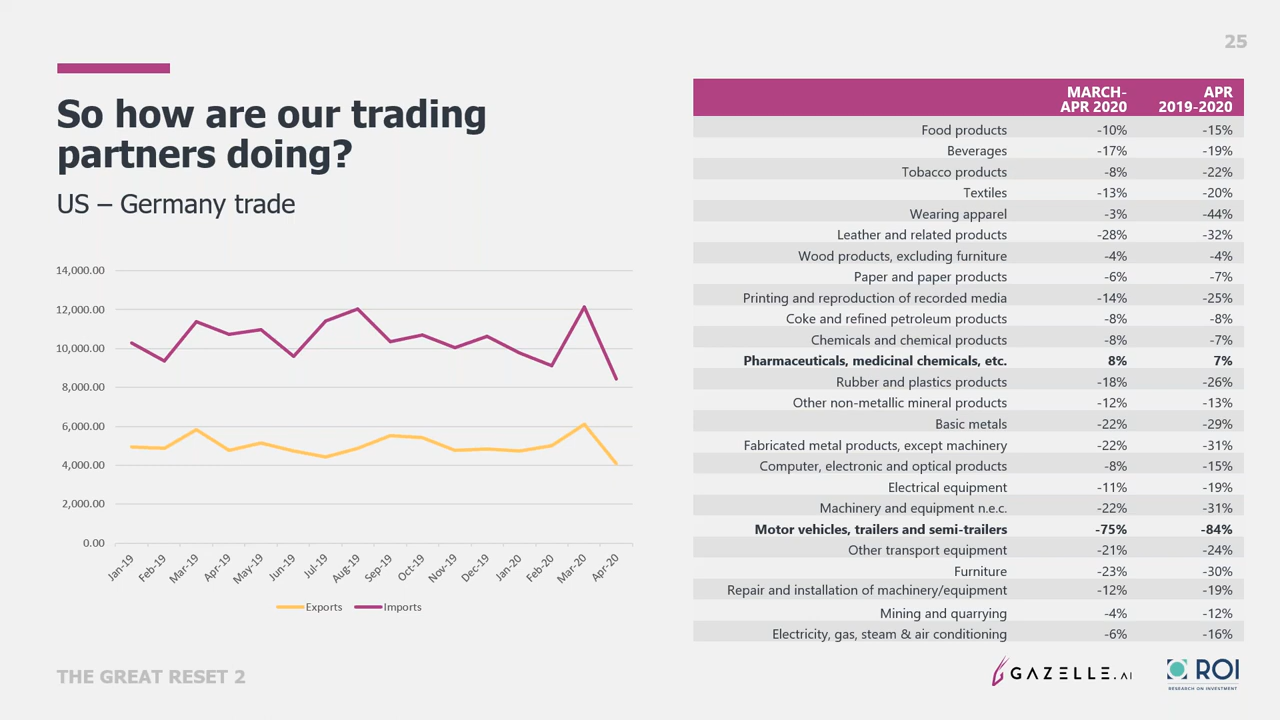 25
So how are our trading
partners doing?
US – Germany trade
14,000.00
12,000.00
10,000.00
8,000.00
6,000.00
4,000.00
2,000.00
0.00
Jan-19 Feb-19 Mar-19 Apr-19 May-19 Jun-19 Jul-19 Aug-19 Sep-19 Oct-19 Nov-19 Dec-19 Jan-20 Feb-20 Mar-20 Apr-20
Exports Imports
MARCH- APR
APR 2020 2019-2020
Food products -10% -15%
Beverages -17% -19%
Tobacco products -8% -22%
Textiles -13% -20%
Wearing apparel -3% -44%
Leather and related products -28% -32%
Wood products, excluding furniture -4% -4%
Paper and paper products -6% -7%
Printing and reproduction of recorded media -14% -25%
Coke and refined petroleum products -8% -8%
Chemicals and chemical products -8% -7%
Pharmaceuticals, medicinal chemicals, etc. 8% 7%
Rubber and plastics products -18% -26%
Other non-metallic mineral products -12% -13%
Basic metals -22% -29%
Fabricated metal products, except machinery -22% -31%
Computer, electronic and optical products -8% -15%
Electrical equipment -11% -19%
Machinery and equipment n.e.c. -22% -31%
Motor vehicles, trailers and semi-trailers -75% -84%
Other transport equipment -21% -24%
Furniture -23% -30%
Repair and installation of machinery/equipment -12% -19%
Mining and quarrying -4% -12%
Electricity, gas, steam & air conditioning -6% -16%
THE GREAT RESET 2
GAZELLE.AI
ROI
RESEARCH ON INVESTMENT